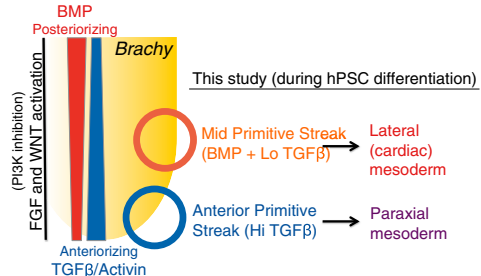 BMP
Posteriorizing
Brachy
This study (during hPSC differentiation)
(PI3K inhibition)
FGF and WNT activation
Mid Primitive Streak
(BMP + Lo TGFβ)
Lateral
(cardiac)
mesoderm
Anterior Primitive
Streak (Hi TGFβ)
Paraxial
mesoderm
Anteriorizing
TGFβ/Activin